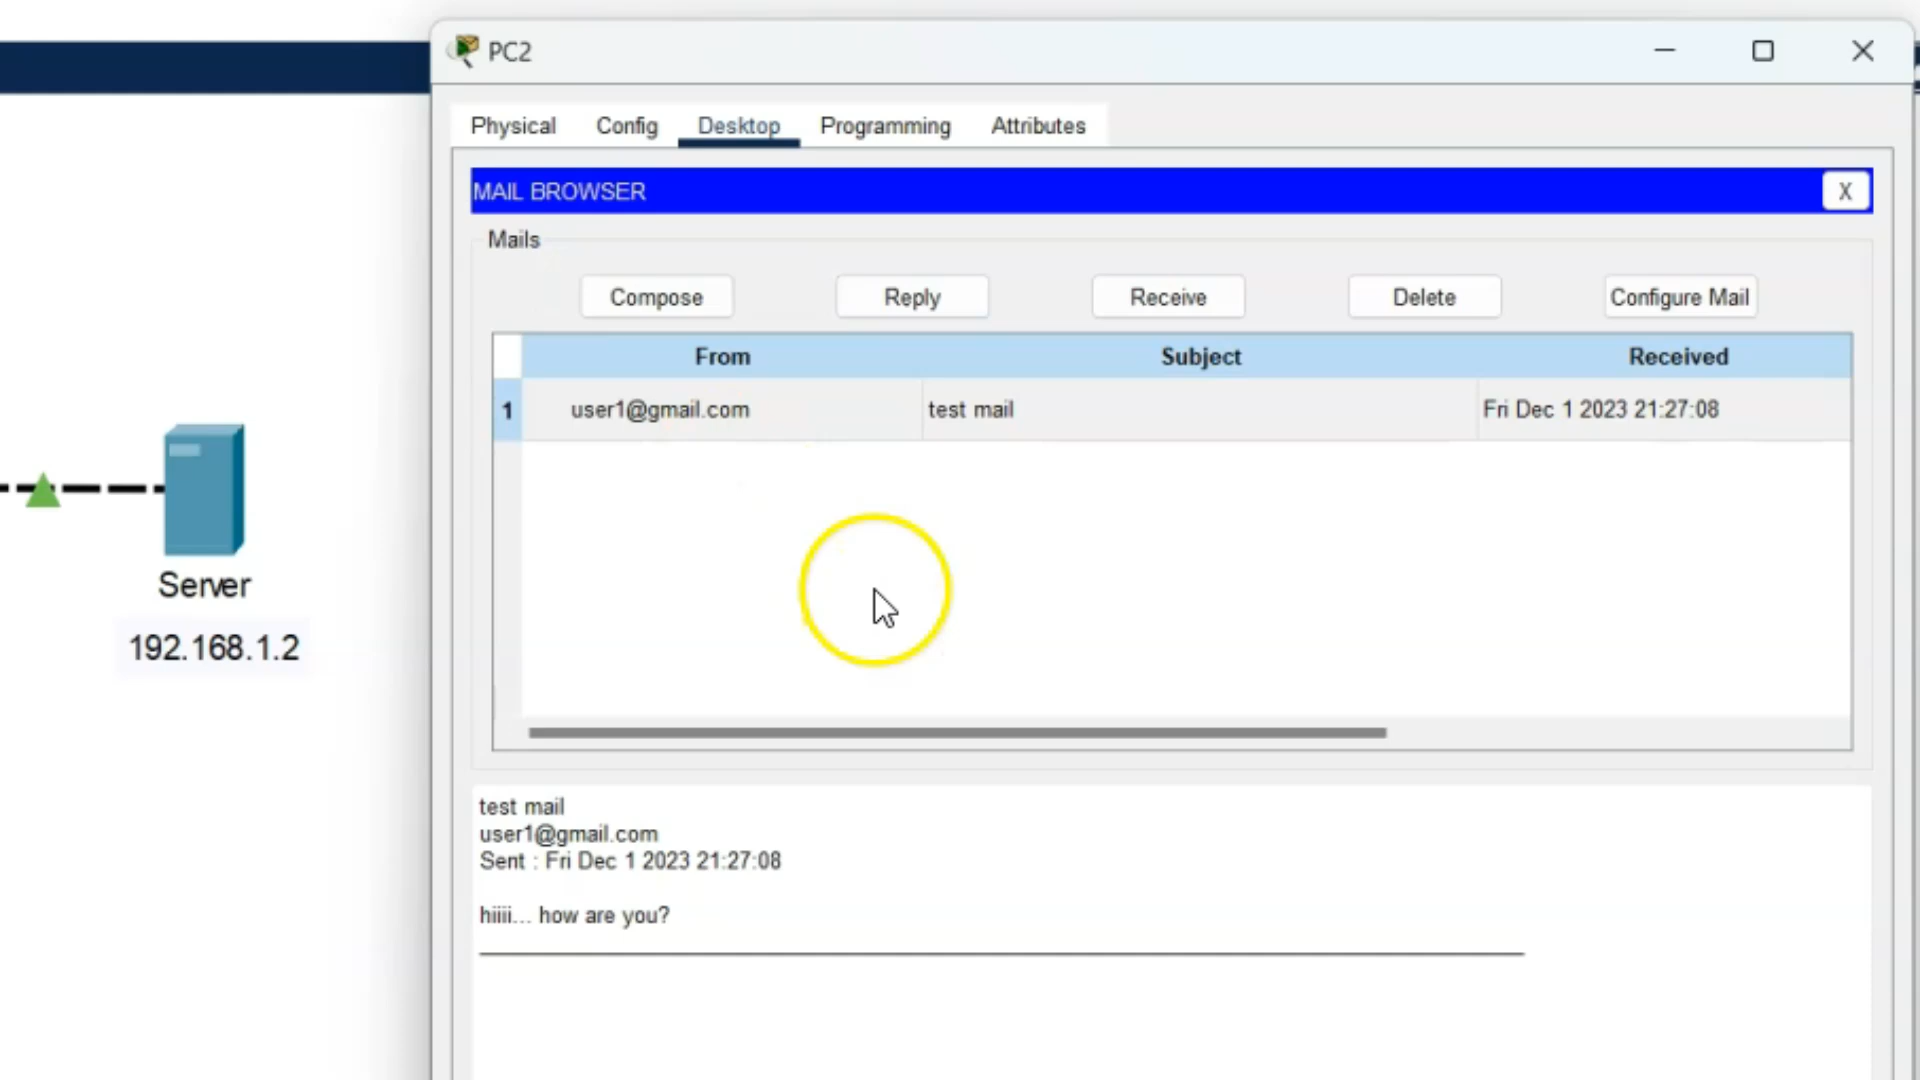 PC2
Physical Config Desktop Programming Attributes
MAIL BROWSER X
Mails
Compose Reply Receive Delete Configure Mail
From Subject Received
1 user1@gmail.com test mail Fri Dec 1 2023 21:27:08
Server
192.168.1.2
test mail
user1@gmail.com
Sent : Fri Dec 1 2023 21:27:08
hiiii... how are you?